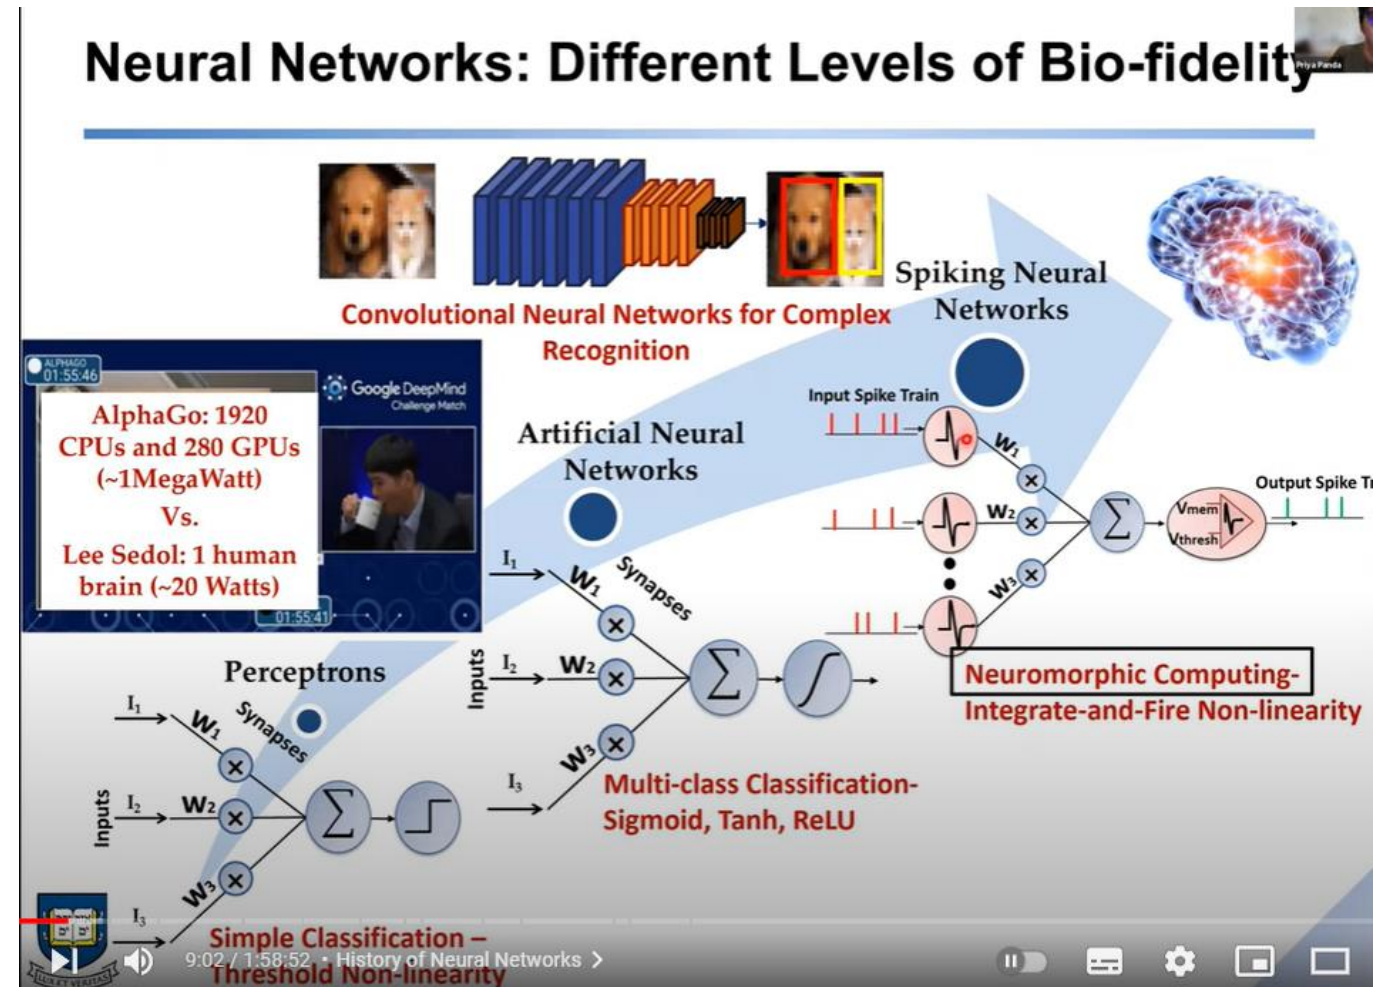 Neural Networks: Different Levels of Bio-fidelity
Priya Panda
Convolutional Neural Networks for Complex
Recognition
Spiking Neural
Networks
ALPHAGO
01:55:46
Google DeepMind
Challenge Match
AlphaGo: 1920
CPUs and 280 GPUs
(~1MegaWatt)
Vs.
Lee Sedol: 1 human
brain (~20 Watts)
01:55:41
Artificial Neural
Networks
Input Spike Train
W1
W2
W3
Σ
Vmem
Vthresh
Output Spike Tr
Neuromorphic Computing-
Integrate-and-Fire Non-linearity
Inputs
I1
I2
I3
W1
W2
W3
Synapses
Σ
Multi-class Classification-
Sigmoid, Tanh, ReLU
Perceptrons
Inputs
I1
I2
I3
W1
W2
W3
Synapses
Σ
Simple Classification –
Threshold Non-linearity
LUX ET VERITAS
9:02 / 1:58:52 • History of Neural Networks >